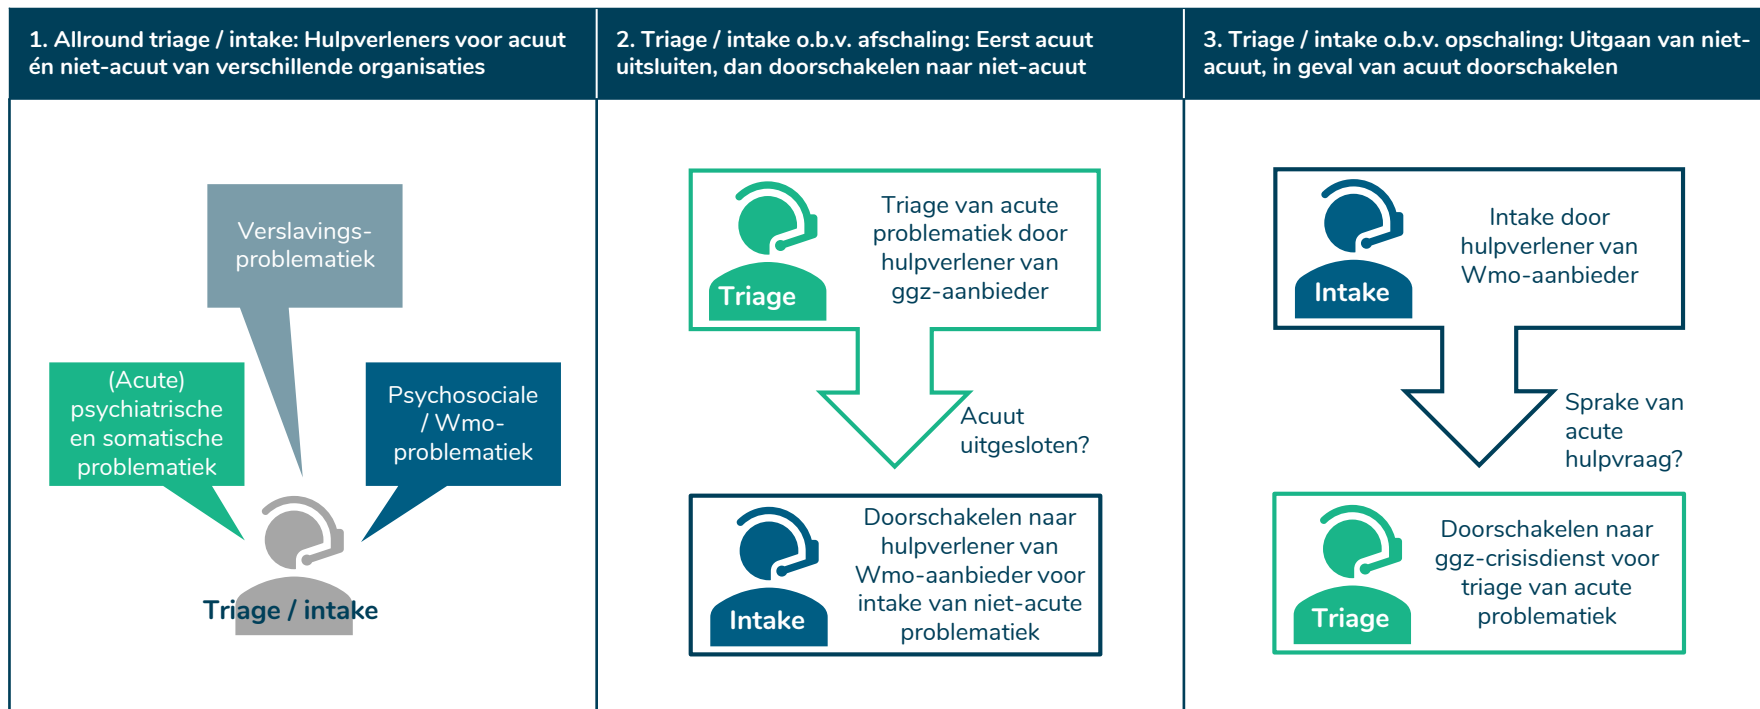 1. Allround triage / intake: Hulpverleners voor acuut
én niet-acuut van verschillende organisaties
2. Triage / intake o.b.v. afschaling: Eerst acuut
uitsluiten, dan doorschakelen naar niet-acuut
3. Triage / intake o.b.v. opschaling: Uitgaan van niet-
acuut, in geval van acuut doorschakelen
Verslavings-
problematiek
(Acute)
psychiatrische
en somatische
problematiek
Psychosociale
/ Wmo-
problematiek
Triage / intake
Triage van acute
problematiek door
hulpverlener van
ggz-aanbieder
Triage
Acuut
uitgesloten?
Doorschakelen naar
hulpverlener van
Wmo-aanbieder voor
intake van niet-acute
problematiek
Intake
Intake door
hulpverlener van
Wmo-aanbieder
Intake
Sprake van
acute
hulpvraag?
Doorschakelen naar
ggz-crisisdienst voor
triage van acute
problematiek
Triage